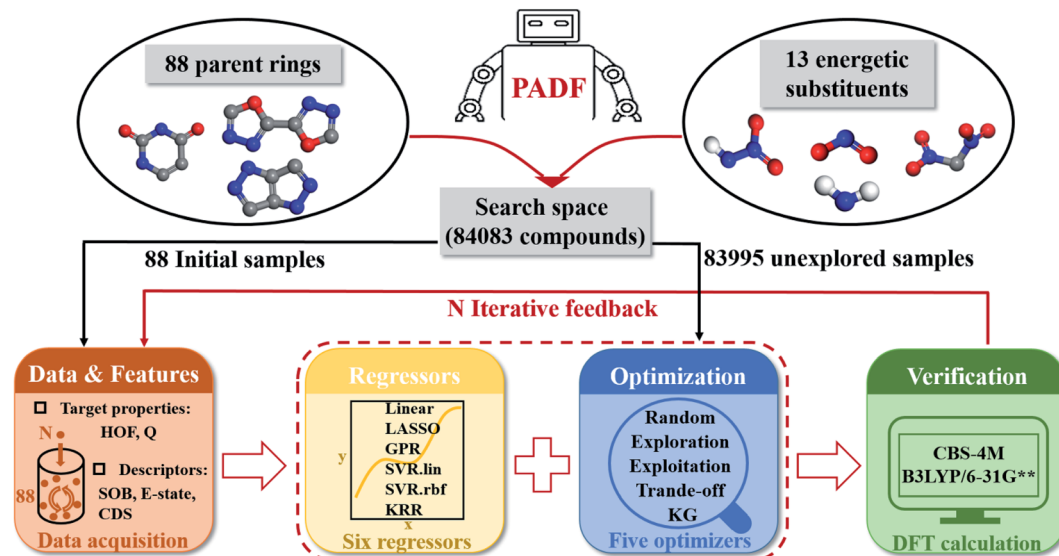 88 parent rings
PADF
13 energetic
substituents
Search space
(84083 compounds)
88 Initial samples
83995 unexplored samples
N Iterative feedback
Data & Features
Target properties:
HOF, Q
N
Descriptors:
SOB, E-state,
CDS
88
Data acquisition
Regressors
Linear
LASSO
GPR
SVR.lin
SVR.rbf
KRR
y
x
Six regressors
Optimization
Random
Exploration
Exploitation
Trande-off
KG
Five optimizers
Verification
CBS-4M
B3LYP/6-31G**
DFT calculation